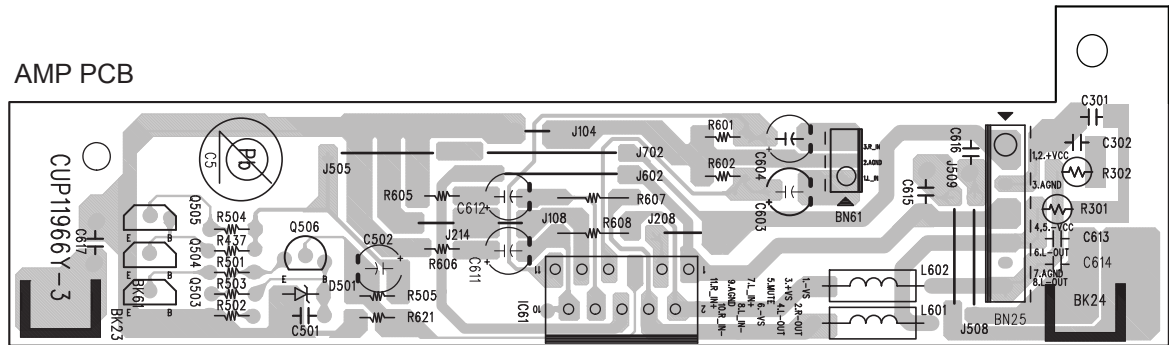 AMP PCB
CUP11966Y-3
C617
C5
Pb
Q505
Q504
Q503
E B
E B
E B
BK61
BK23
R504
R437
R501
R503
R502
Q506
E B
D501
C501
C502
J505
R505
R621
J104
J702
J602
R605
C612
R607
J108
R608
J208
J214
R606
C611
IC61
11
10
1
2
11.R_IN+
10.R_IN-
9.AGND
8.L_IN-
7.L_IN+
6.-VS
5.MUTE
4.L-OUT
3.+VS
2.R-OUT
1.-VS
R601
R602
C604
C603
3.R_IN
2.AGND
1.L_IN
BN61
C616
C615
J509
L602
L601
J508
BN25
1,2.+VCC
3.AGND
4,5.-VCC
6.L-OUT
7.AGND
8.L-OUT
C301
C302
R302
R301
C613
C614
BK24